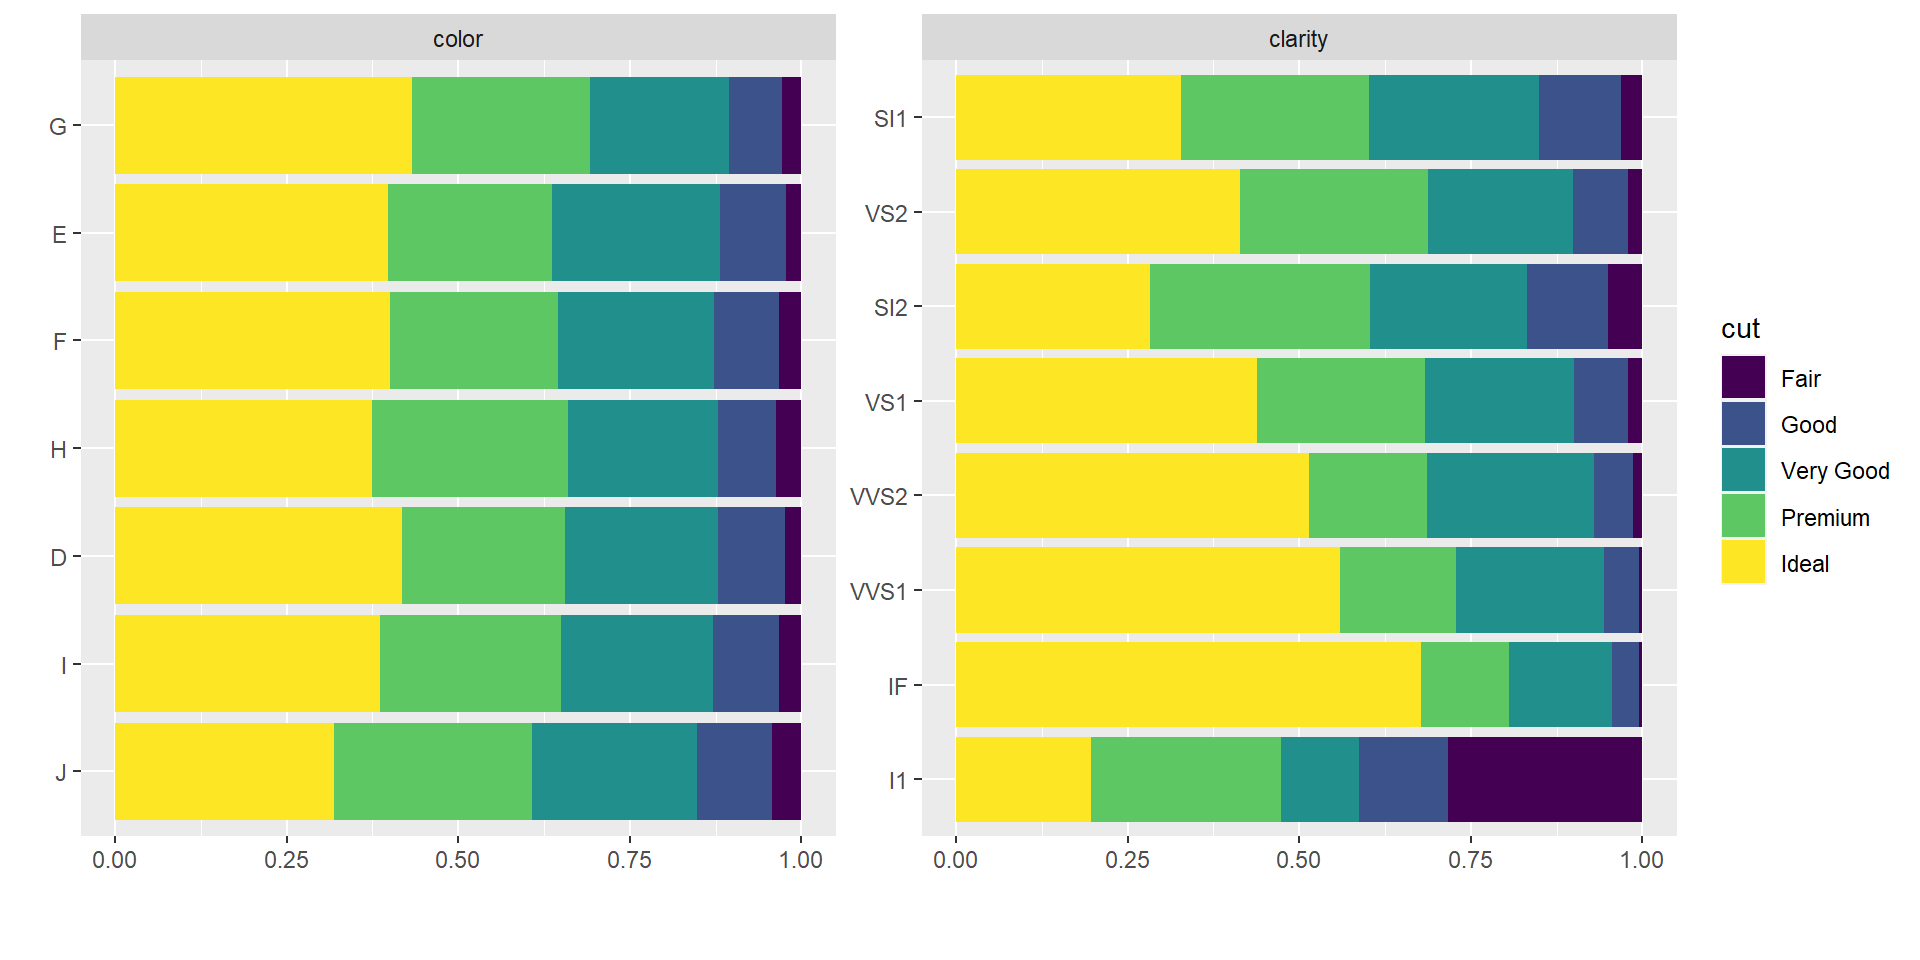 color
G
E
F
H
D
I
J
0.00 0.25 0.50 0.75 1.00
clarity
SI1
VS2
SI2
VS1
VVS2
VVS1
IF
I1
0.00 0.25 0.50 0.75 1.00
cut
Fair
Good
Very Good
Premium
Ideal